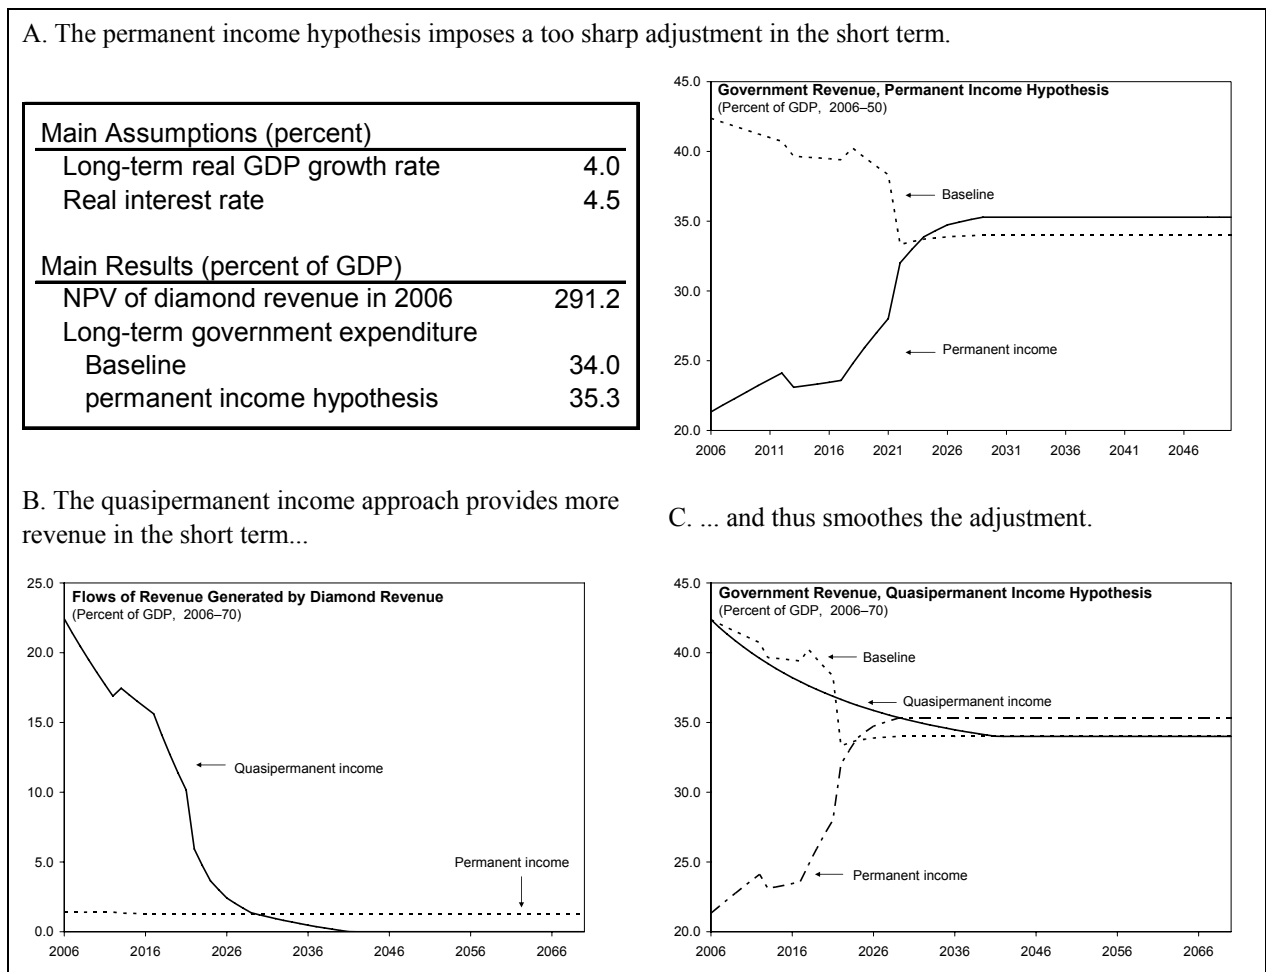 A. The permanent income hypothesis imposes a too sharp adjustment in the short term.
Main Assumptions (percent)
Long-term real GDP growth rate 4.0
Real interest rate 4.5
Main Results (percent of GDP)
NPV of diamond revenue in 2006 291.2
Long-term government expenditure
Baseline 34.0
permanent income hypothesis 35.3
Government Revenue, Permanent Income Hypothesis
(Percent of GDP, 2006–50)
45.0
40.0
35.0
30.0
25.0
20.0
Baseline
Permanent income
2006 2011 2016 2021 2026 2031 2036 2041 2046
B. The quasipermanent income approach provides more
revenue in the short term...
Flows of Revenue Generated by Diamond Revenue
(Percent of GDP, 2006–70)
25.0
20.0
15.0
10.0
5.0
0.0
Quasipermanent income
Permanent income
2006 2016 2026 2036 2046 2056 2066
C. ... and thus smoothes the adjustment.
Government Revenue, Quasipermanent Income Hypothesis
(Percent of GDP, 2006–70)
45.0
40.0
35.0
30.0
25.0
20.0
Baseline
Quasipermanent income
Permanent income
2006 2016 2026 2036 2046 2056 2066